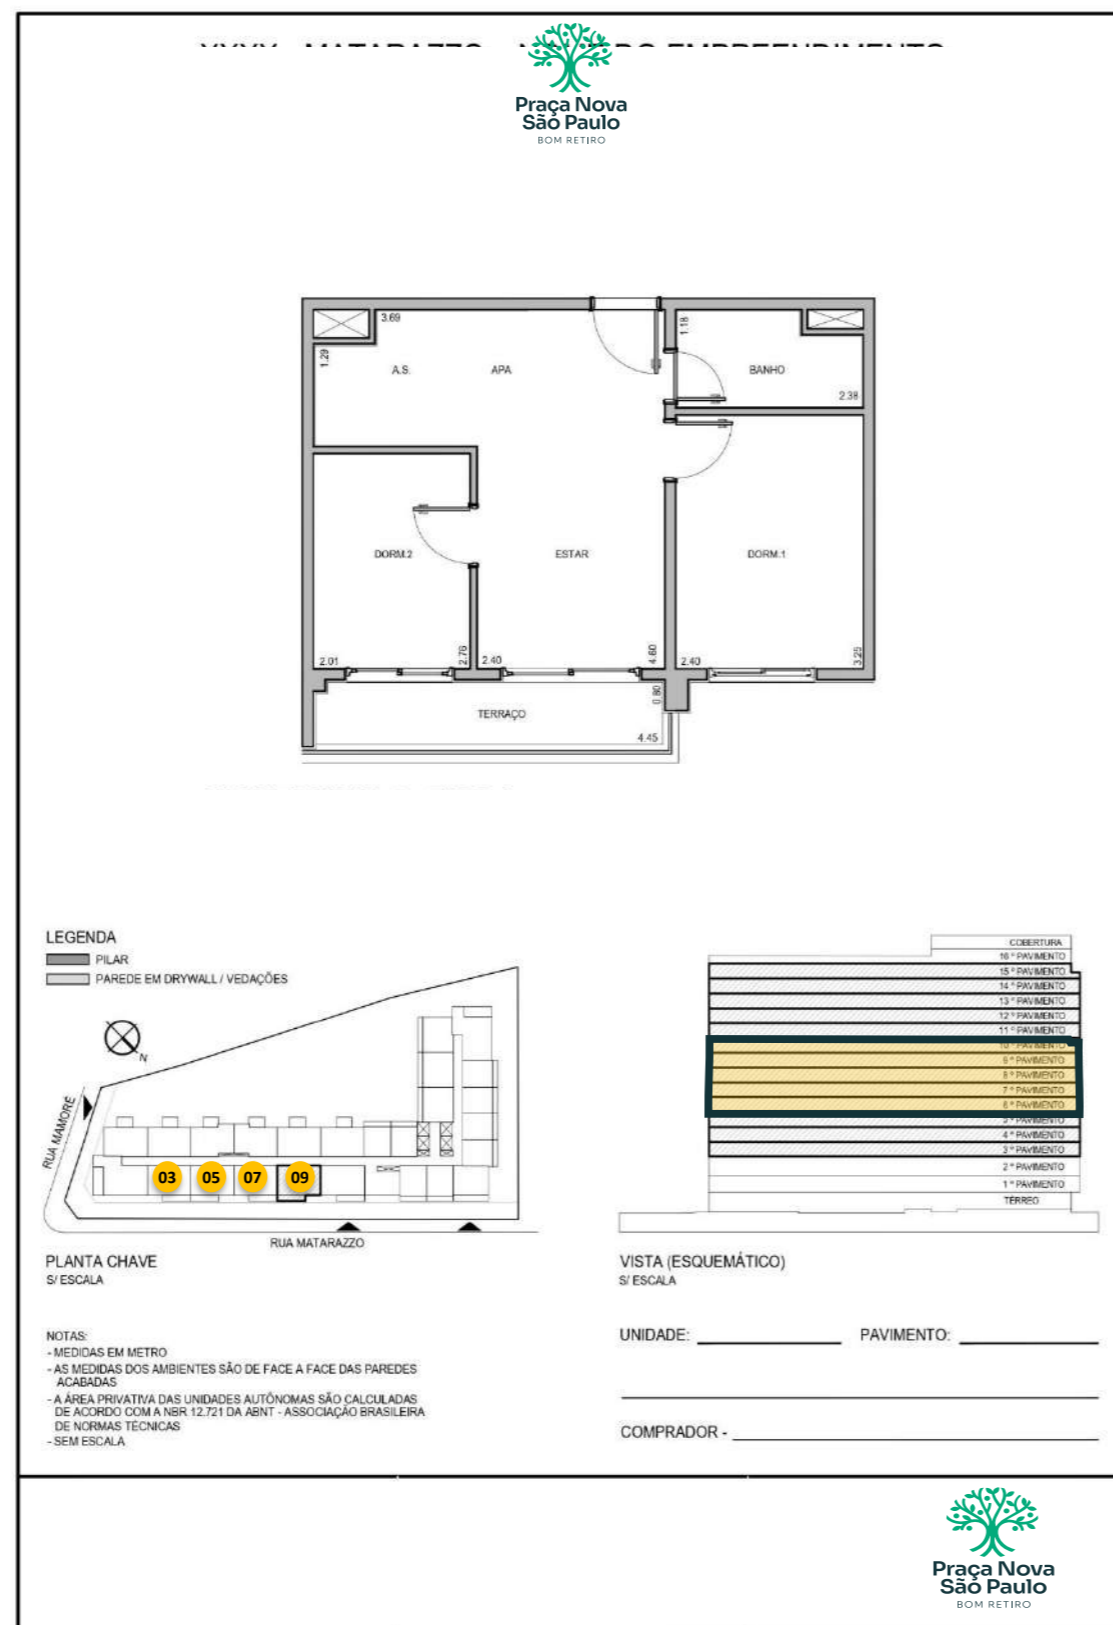 Praça Nova
São Paulo
BOM RETIRO
3.69
1.29
A.S.
APA
1.18
BANHO
2.38
DORM.2
ESTAR
DORM.1
2.01
2.76
2.40
4.60
2.40
3.25
0.80
TERRAÇO
4.45
LEGENDA
PILAR
PAREDE EM DRYWALL / VEDAÇÕES
N
RUA MAMORÉ
03
05
07
09
RUA MATARAZZO
PLANTA CHAVE
S/ ESCALA
COBERTURA
16 º PAVIMENTO
15 º PAVIMENTO
14 º PAVIMENTO
13 º PAVIMENTO
12 º PAVIMENTO
11 º PAVIMENTO
10 º PAVIMENTO
9 º PAVIMENTO
8 º PAVIMENTO
7 º PAVIMENTO
6 º PAVIMENTO
5 º PAVIMENTO
4 º PAVIMENTO
3 º PAVIMENTO
2 º PAVIMENTO
1 º PAVIMENTO
TÉRREO
VISTA (ESQUEMÁTICO)
S/ ESCALA
NOTAS:
- MEDIDAS EM METRO
- AS MEDIDAS DOS AMBIENTES SÃO DE FACE A FACE DAS PAREDES
ACABADAS
- A ÁREA PRIVATIVA DAS UNIDADES AUTÔNOMAS SÃO CALCULADAS
DE ACORDO COM A NBR 12.721 DA ABNT - ASSOCIAÇÃO BRASILEIRA
DE NORMAS TÉCNICAS
- SEM ESCALA
UNIDADE: PAVIMENTO:
COMPRADOR -
Praça Nova
São Paulo
BOM RETIRO